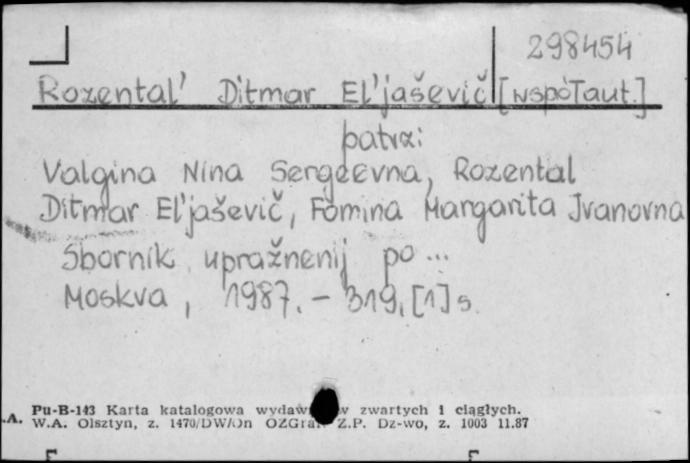 298454
Rozental' Ditmar El'jaševič [współaut.]
patrz:
Valgina Nina Sergeevna, Rozental
Ditmar El'jaševič, Fomina Margarita Ivanovna
Sbornik upražnenij po ...
Moskva, 1987. – 319, [1] s.
Pu-B-143 Karta katalogowa zwartych i ciągłych.
W.A. Olsztyn, z. 1470/DW/On OZGraf Z.P. Dz-wo, z. 1003 11.87